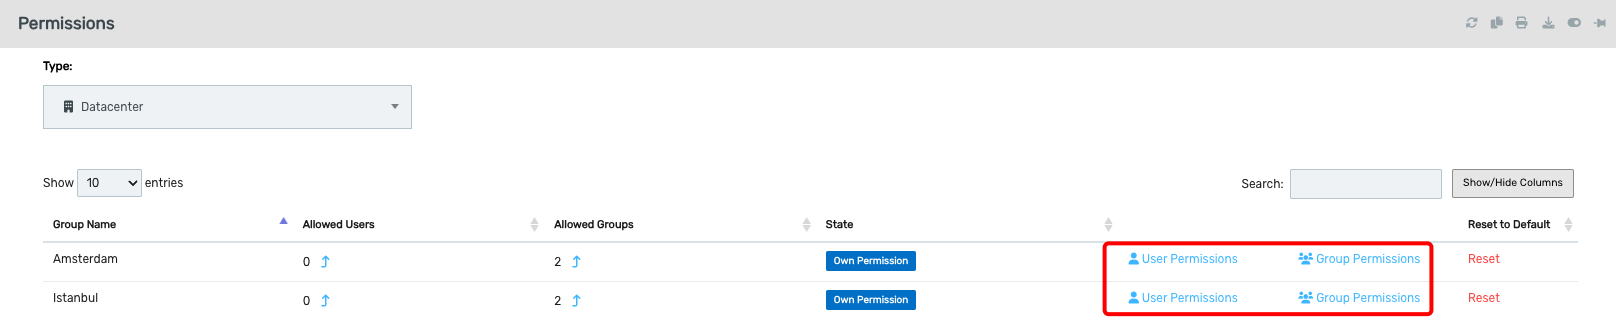 Permissions
Type:
Datacenter
Show 10 entries Search: Show/Hide Columns
Group Name Allowed Users Allowed Groups State Reset to Default
Amsterdam 0 2 Own Permission User Permissions Group Permissions Reset
Istanbul 0 2 Own Permission User Permissions Group Permissions Reset